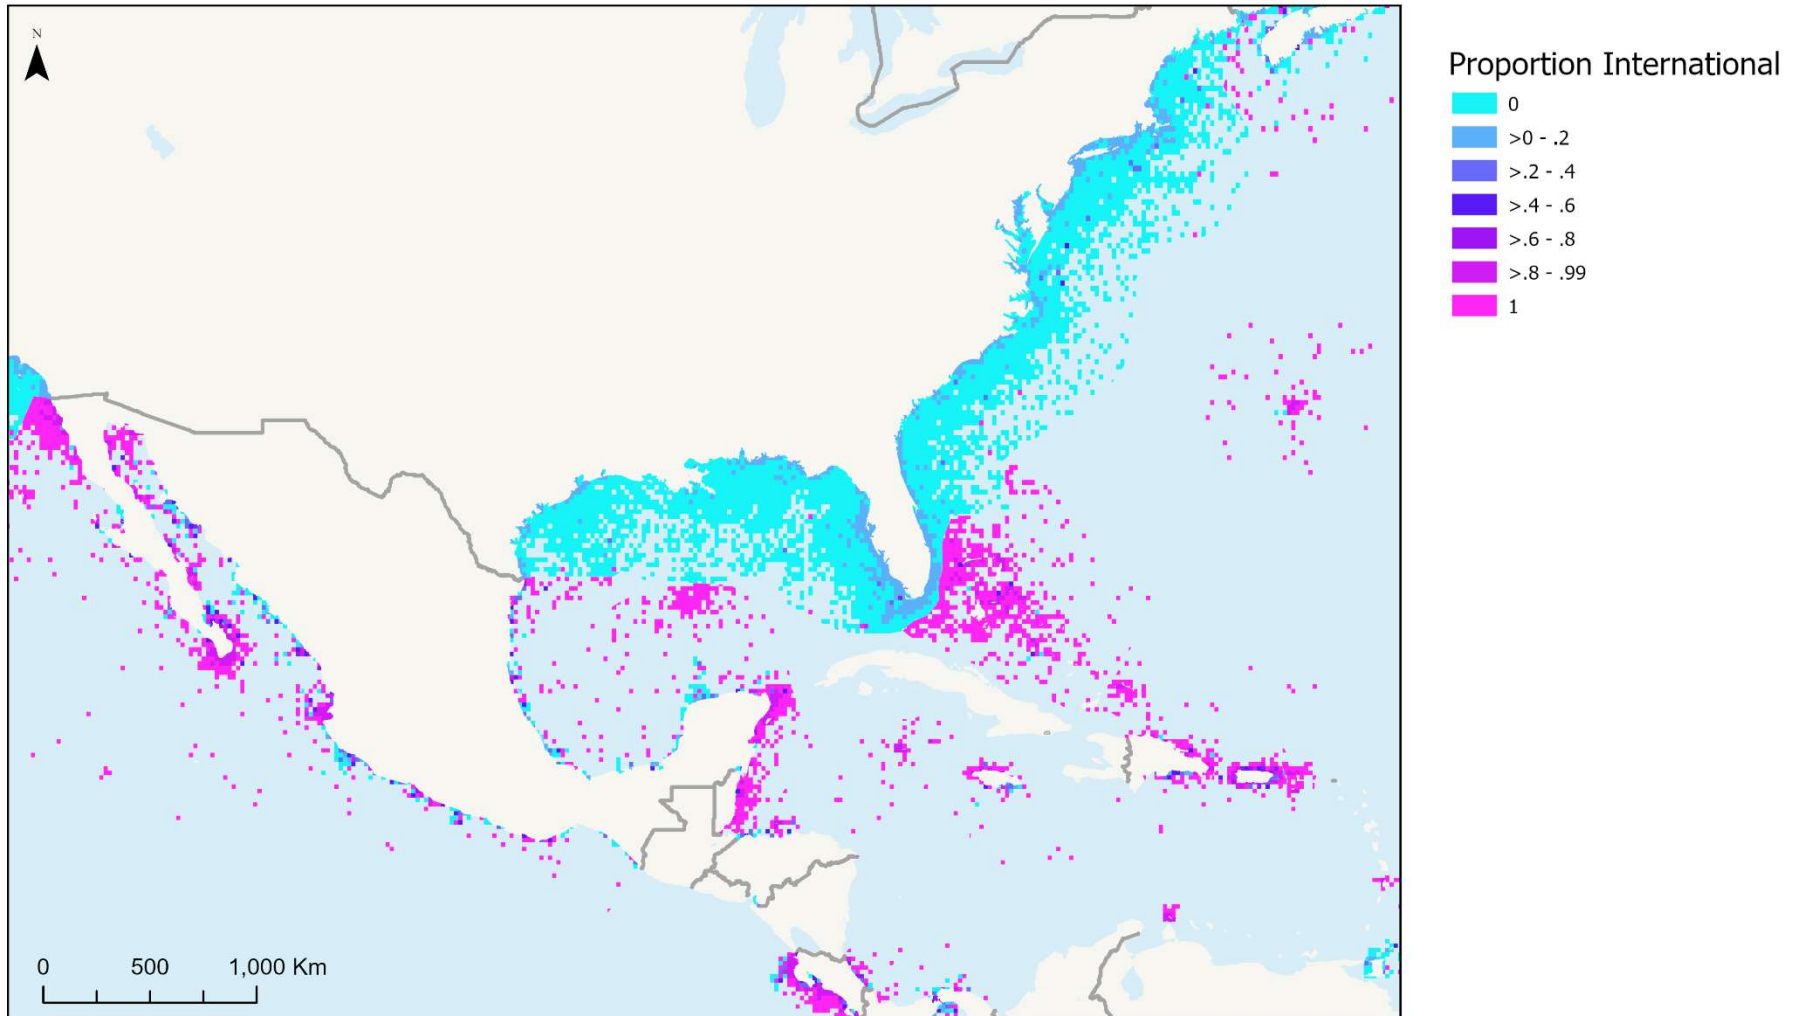 N
Proportion International
0
>0 - .2
>.2 - .4
>.4 - .6
>.6 - .8
>.8 - .99
1
0 500 1,000 Km